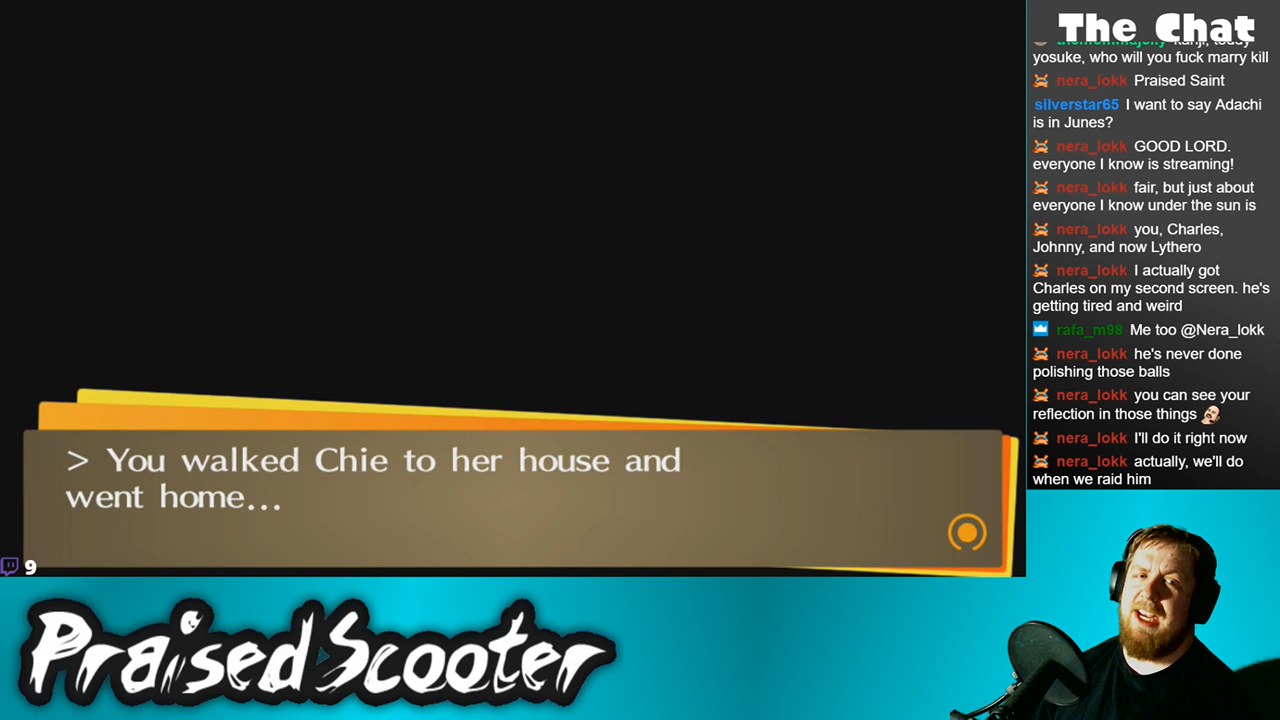 The Chat
yosuke, who will you fuck marry kill
nera_lokk Praised Saint
silverstar65 I want to say Adachi
is in Junes?
nera_lokk GOOD LORD.
everyone I know is streaming!
nera_lokk fair, but just about
everyone I know under the sun is
nera_lokk you, Charles,
Johnny, and now Lythero
nera_lokk I actually got
Charles on my second screen. he's
getting tired and weird
rafa_m98 Me too @Nera_lokk
nera_lokk he's never done
polishing those balls
nera_lokk you can see your
reflection in those things
nera_lokk I'll do it right now
nera_lokk actually, we'll do
when we raid him
> You walked Chie to her house and
went home...
9
PraisedScooter